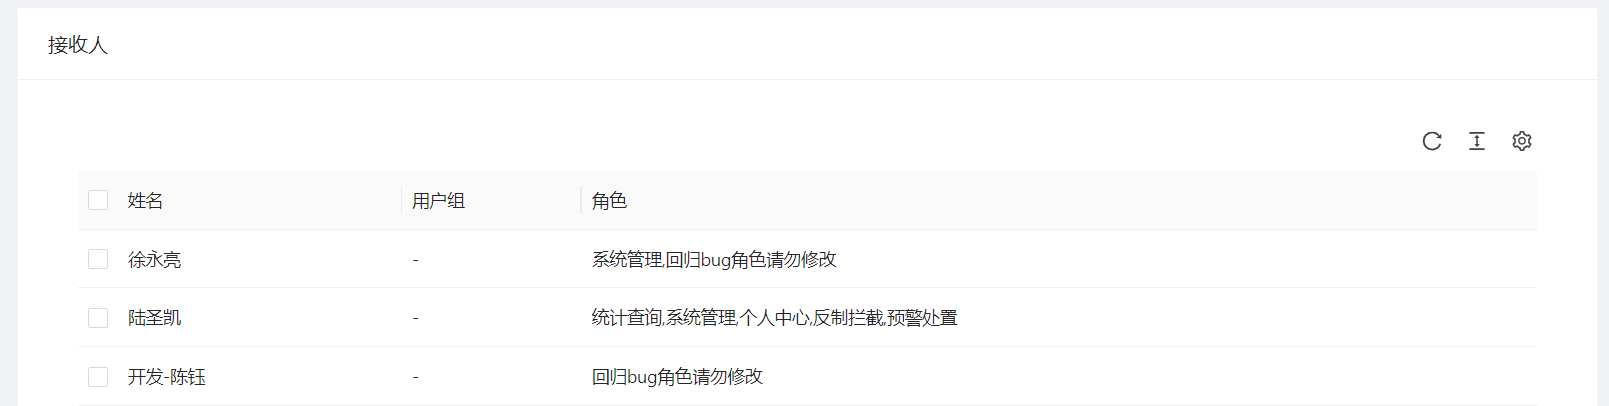 接收人
姓名 用户组 角色
徐永亮 - 系统管理,回归bug角色请勿修改
陆圣凯 - 统计查询,系统管理,个人中心,反制拦截,预警处置
开发-陈钰 - 回归bug角色请勿修改